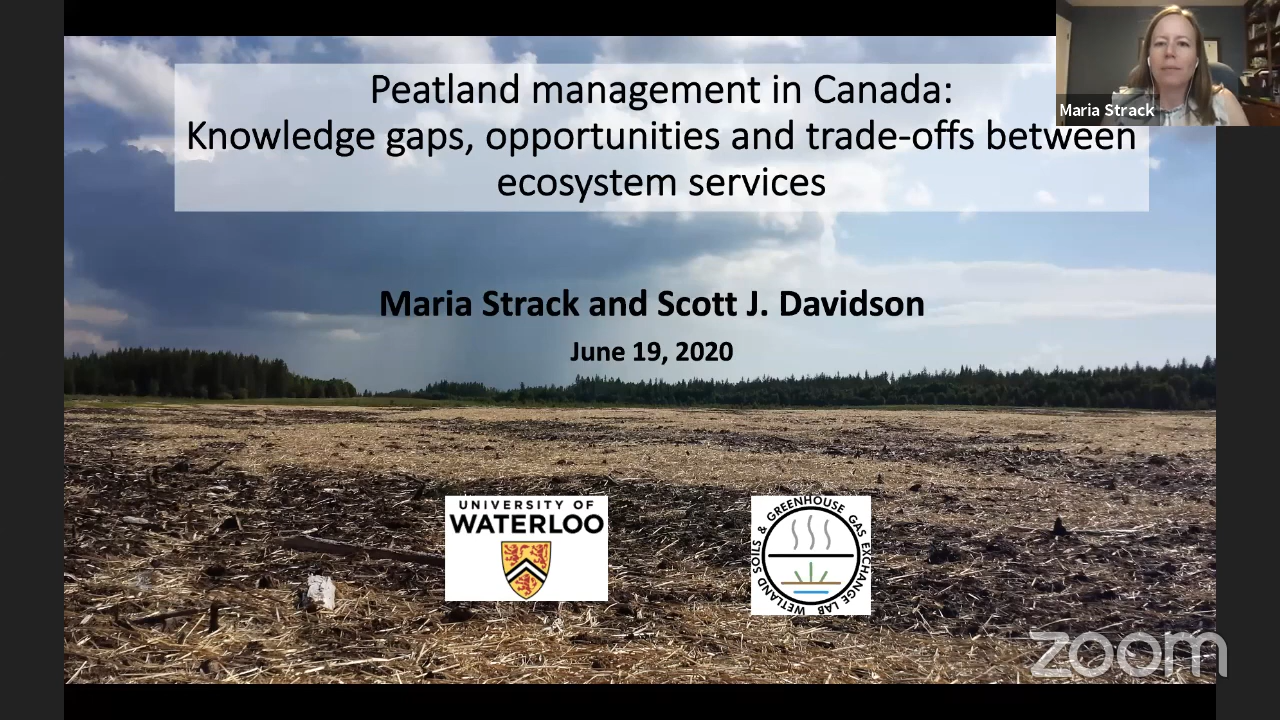 Peatland management in Canada:
Knowledge gaps, opportunities and trade-offs between
ecosystem services
Maria Strack
Maria Strack and Scott J. Davidson
June 19, 2020
UNIVERSITY OF
WATERLOO
WETLAND SOILS & GREENHOUSE GAS EXCHANGE LAB
zoom